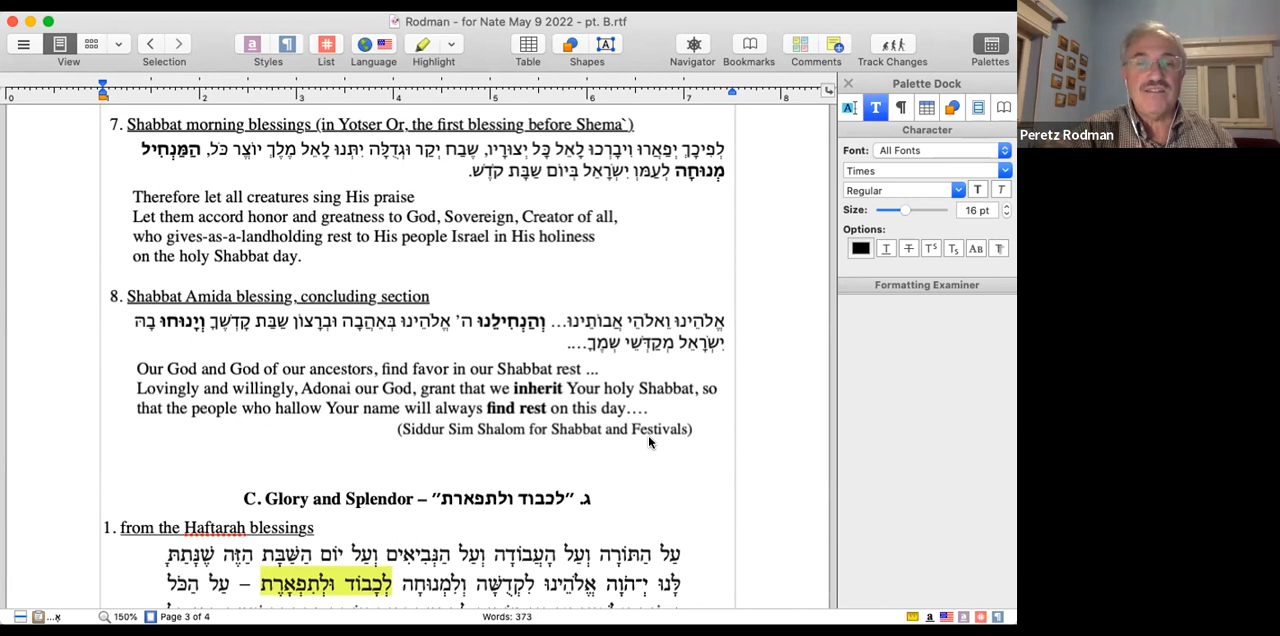 Rodman - for Nate May 9 2022 - pt. B.rtf
View
Selection
Styles
List
Language
Highlight
Table
Shapes
Navigator
Bookmarks
Comments
Track Changes
Palettes
0 1 2 3 4 5 6 7 8
7. Shabbat morning blessings (in Yotser Or, the first blessing before Shema`)
לְפִיכָךְ יְפָאֲרוּ וִיבָרְכוּ לָאֵל כָּל יְצוּרָיו, שֶׁבַח יְקָר וּגְדֻלָּה יִתְּנוּ לָאֵל מֶלֶךְ יוֹצֵר כֹּל, הַמַּנְחִיל
מְנוּחָה לְעַמּוֹ יִשְׂרָאֵל בְּיוֹם שַׁבַּת קֹדֶשׁ.
Therefore let all creatures sing His praise
Let them accord honor and greatness to God, Sovereign, Creator of all,
who gives-as-a-landholding rest to His people Israel in His holiness
on the holy Shabbat day.
8. Shabbat Amida blessing, concluding section
אֱלֹהֵינוּ וֵאלֹהֵי אֲבוֹתֵינוּ... וְהַנְחִילֵנוּ ה' אֱלֹהֵינוּ בְּאַהֲבָה וּבְרָצוֹן שַׁבַּת קָדְשֶׁךָ וְיָנוּחוּ בָהּ
יִשְׂרָאֵל מְקַדְּשֵׁי שְׁמֶךָ....
Our God and God of our ancestors, find favor in our Shabbat rest ...
Lovingly and willingly, Adonai our God, grant that we inherit Your holy Shabbat, so
that the people who hallow Your name will always find rest on this day….
(Siddur Sim Shalom for Shabbat and Festivals)
C. Glory and Splendor – "לכבוד ולתפארת" .ג
1. from the Haftarah blessings
עַל הַתּוֹרָה וְעַל הָעֲבוֹדָה וְעַל הַנְּבִיאִים וְעַל יוֹם הַשַּׁבָּת הַזֶּה שֶׁנָּתַתָּ
לָּנוּ יְ־הֹוָה אֱלֹהֵינוּ לִקְדֻשָּׁה וְלִמְנוּחָה לְכָבוֹד וּלְתִפְאָרֶת – עַל הַכֹּל
150% Page 3 of 4 Words: 373
Palette Dock
Character
Font: All Fonts
Times
Regular
Size: 16 pt
Options:
Formatting Examiner
Peretz Rodman